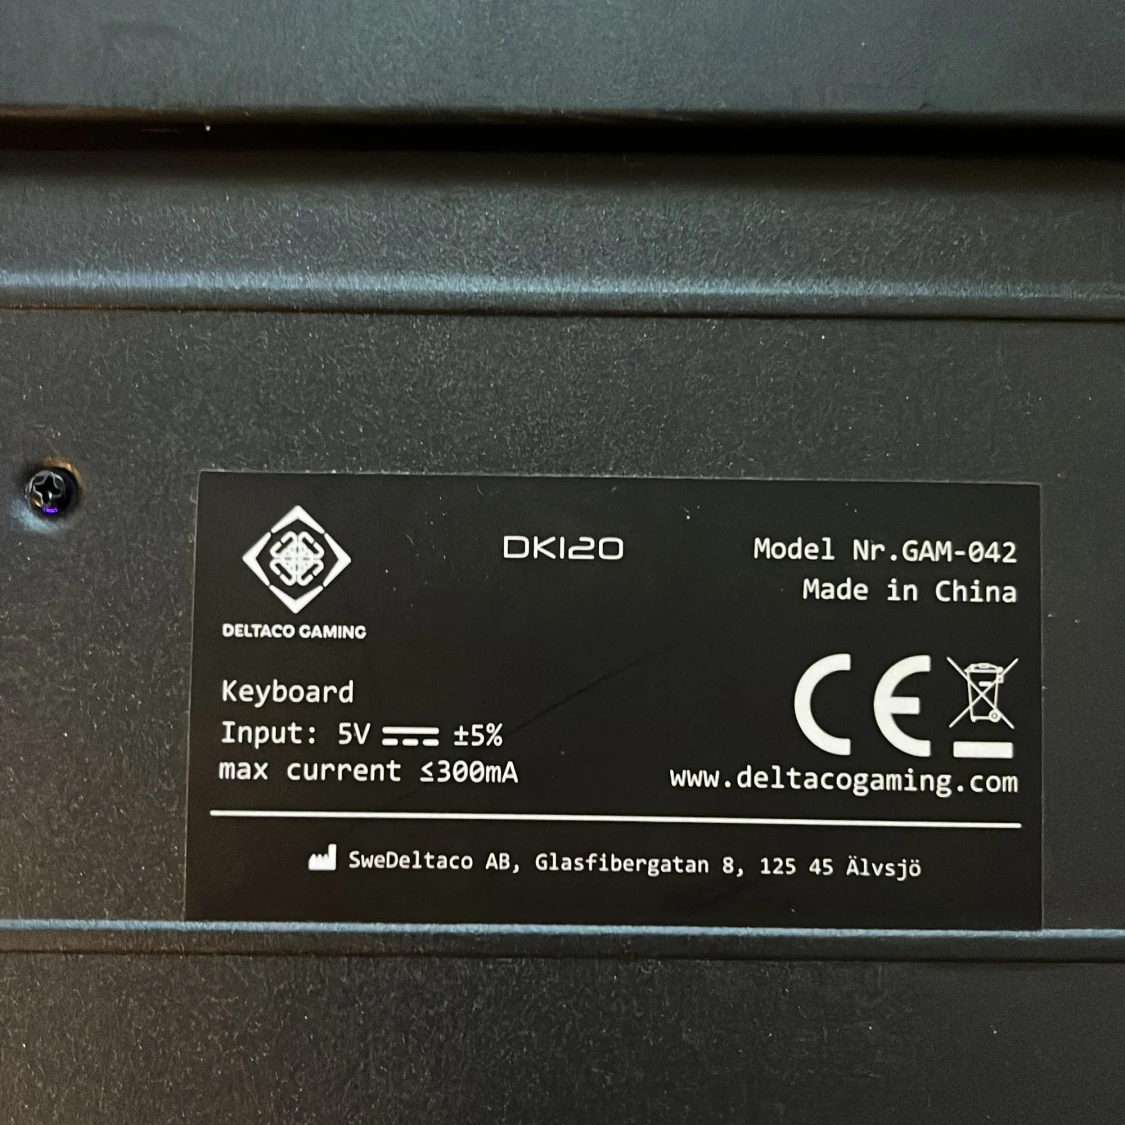 DK120
Model Nr.GAM-042
Made in China
DELTACO GAMING
Keyboard
Input: 5V ⎓ ±5%
max current ≤300mA
CE
www.deltacogaming.com
SweDeltaco AB, Glasfibergatan 8, 125 45 Älvsjö